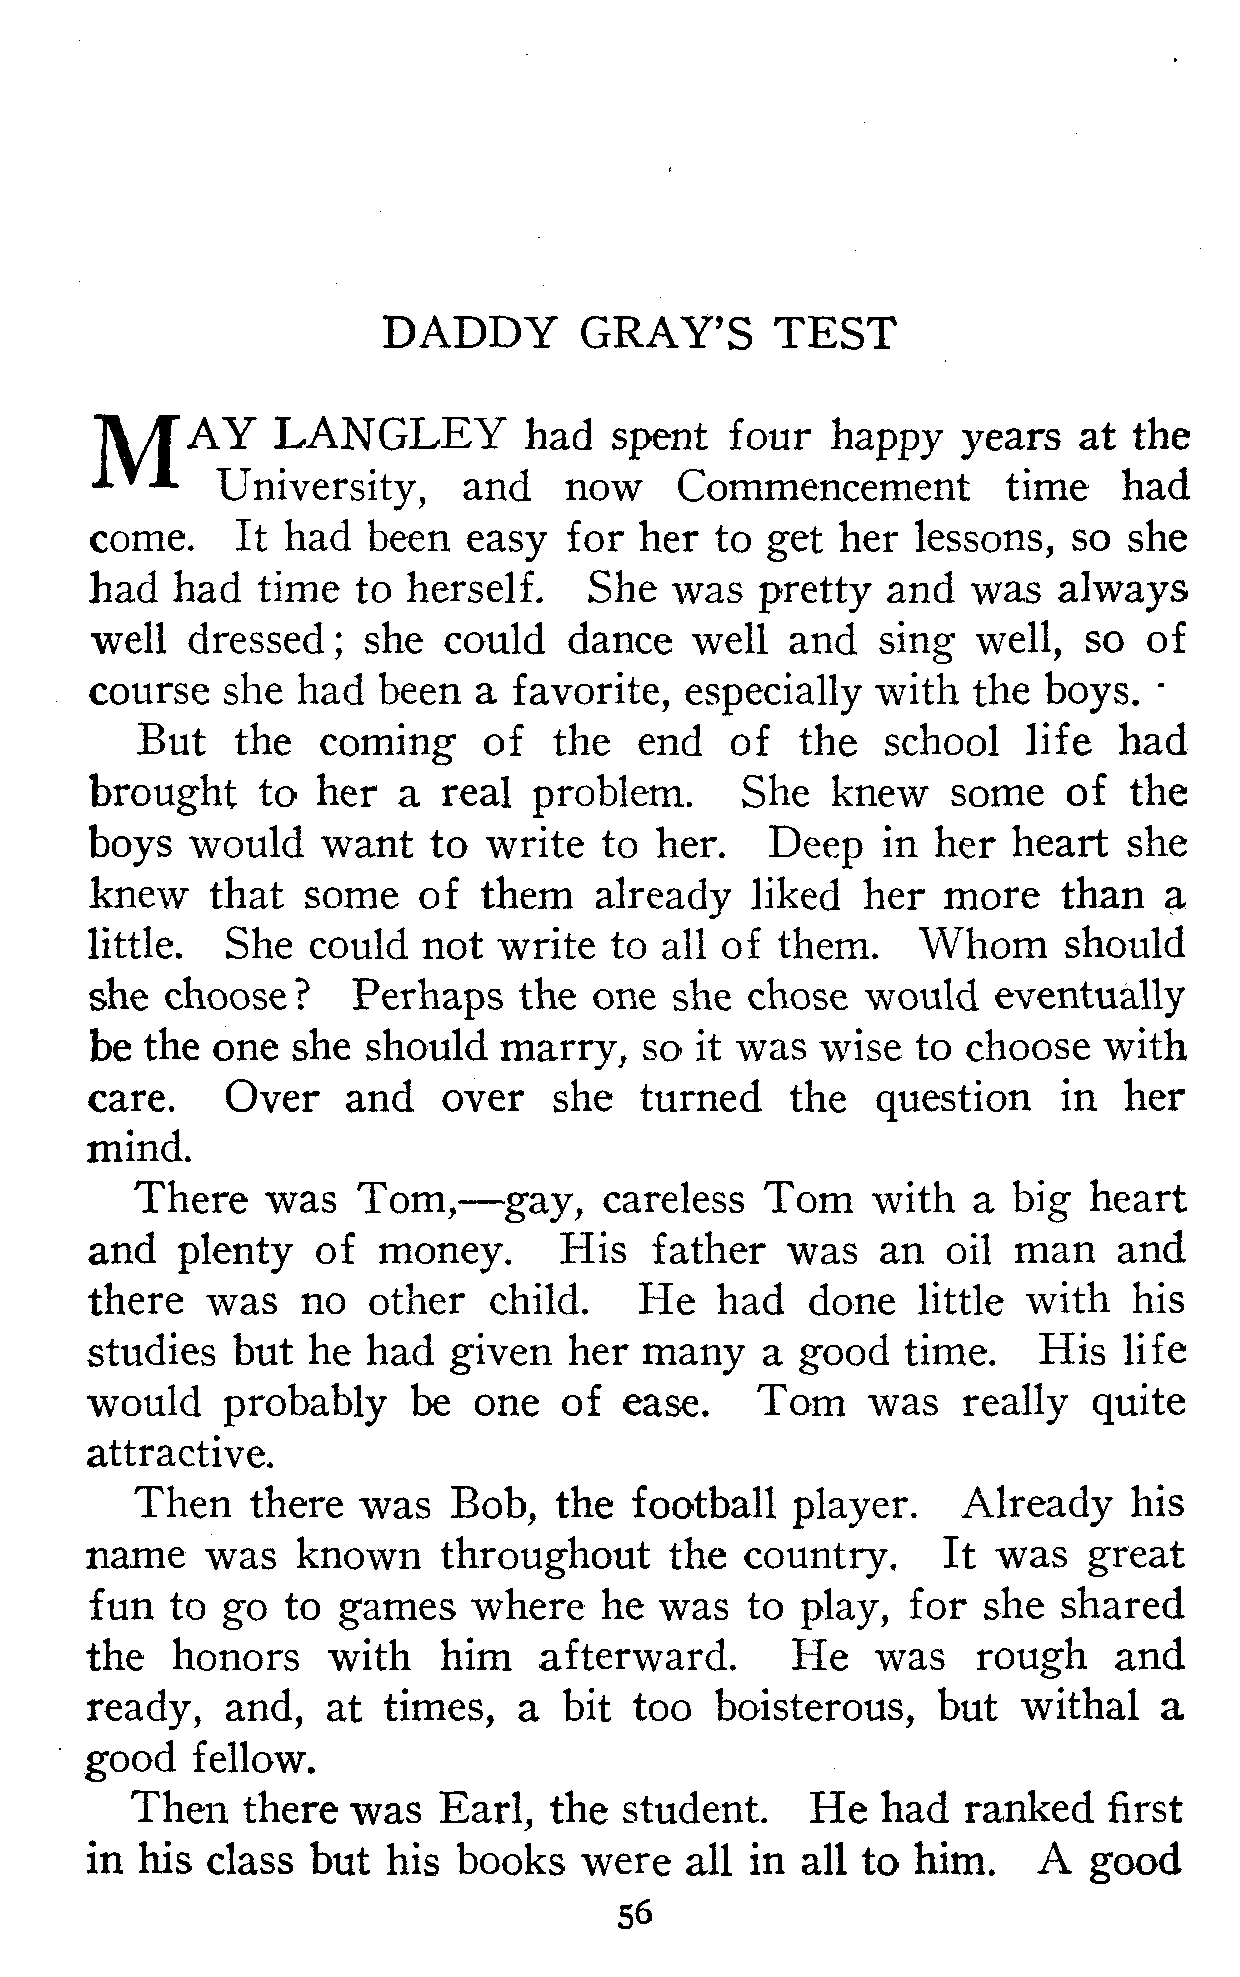 DADDY GRAY'S TEST
MAY LANGLEY had spent four happy years at the
University, and now Commencement time had
come. It had been easy for her to get her lessons, so she
had had time to herself. She was pretty and was always
well dressed; she could dance well and sing well, so of
course she had been a favorite, especially with the boys.
But the coming of the end of the school life had
brought to her a real problem. She knew some of the
boys would want to write to her. Deep in her heart she
knew that some of them already liked her more than a
little. She could not write to all of them. Whom should
she choose? Perhaps the one she chose would eventually
be the one she should marry, so it was wise to choose with
care. Over and over she turned the question in her
mind.
There was Tom,—gay, careless Tom with a big heart
and plenty of money. His father was an oil man and
there was no other child. He had done little with his
studies but he had given her many a good time. His life
would probably be one of ease. Tom was really quite
attractive.
Then there was Bob, the football player. Already his
name was known throughout the country. It was great
fun to go to games where he was to play, for she shared
the honors with him afterward. He was rough and
ready, and, at times, a bit too boisterous, but withal a
good fellow.
Then there was Earl, the student. He had ranked first
in his class but his books were all in all to him. A good
56